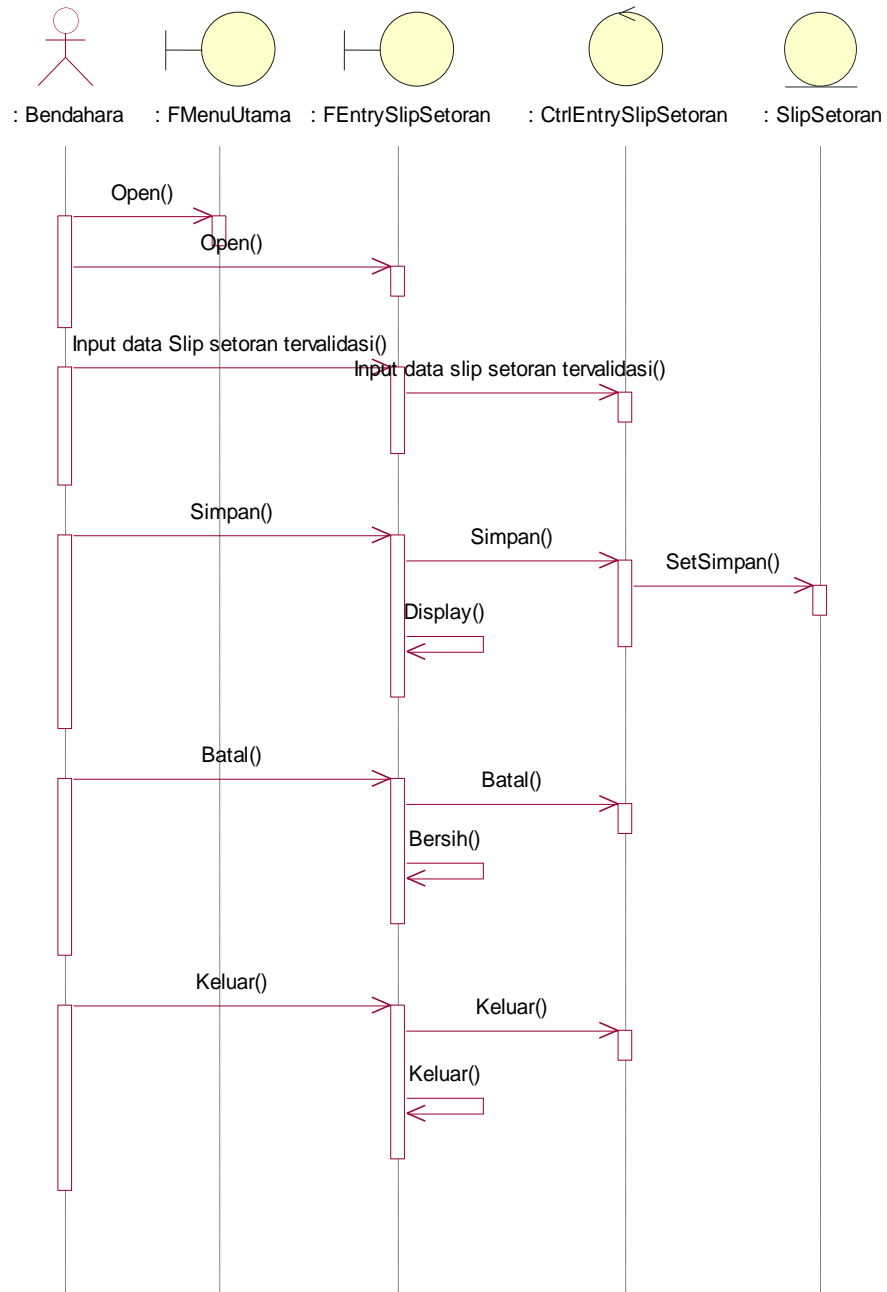 : Bendahara
: FMenuUtama
: FEntrySlipSetoran
: CtrlEntrySlipSetoran
: SlipSetoran
Open()
Open()
Input data Slip setoran tervalidasi()
Input data slip setoran tervalidasi()
Simpan()
Simpan()
SetSimpan()
Display()
Batal()
Batal()
Bersih()
Keluar()
Keluar()
Keluar()